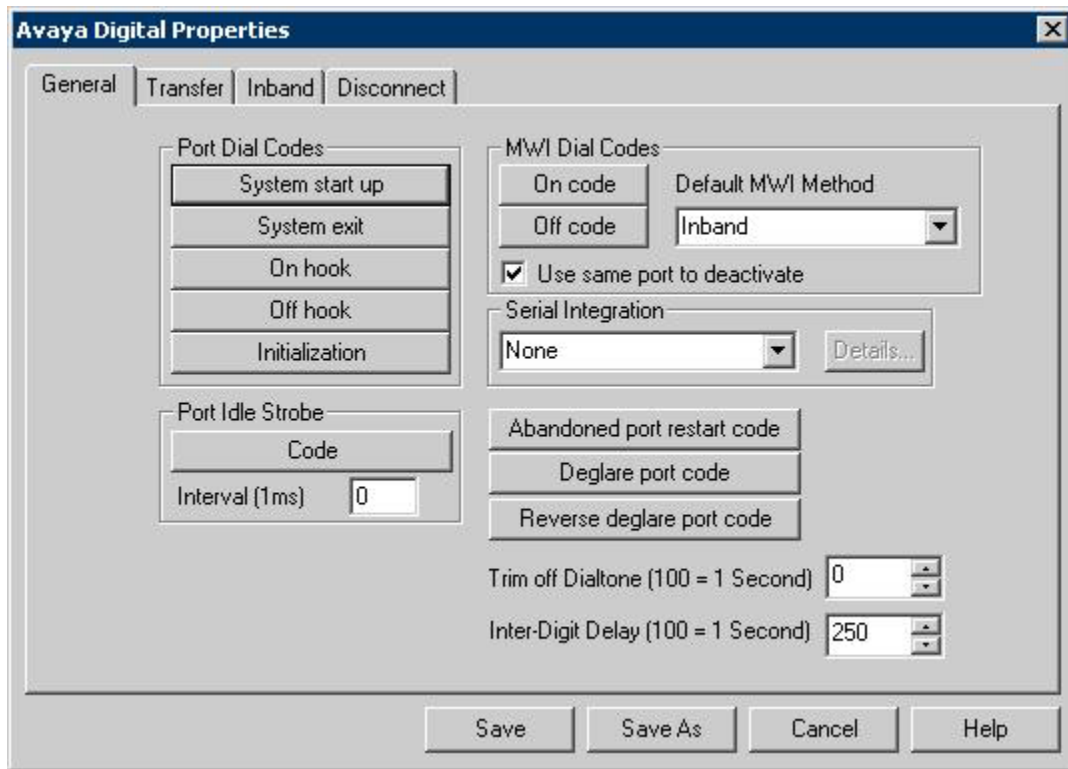 Avaya Digital Properties
General
Transfer
Inband
Disconnect
Port Dial Codes
System start up
System exit
On hook
Off hook
Initialization
Port Idle Strobe
Code
Interval (1ms)
0
MWI Dial Codes
On code
Off code
Default MWI Method
Inband
Use same port to deactivate
Serial Integration
None
Details...
Abandoned port restart code
Deglare port code
Reverse deglare port code
Trim off Dialtone (100 = 1 Second)
0
Inter-Digit Delay (100 = 1 Second)
250
Save
Save As
Cancel
Help